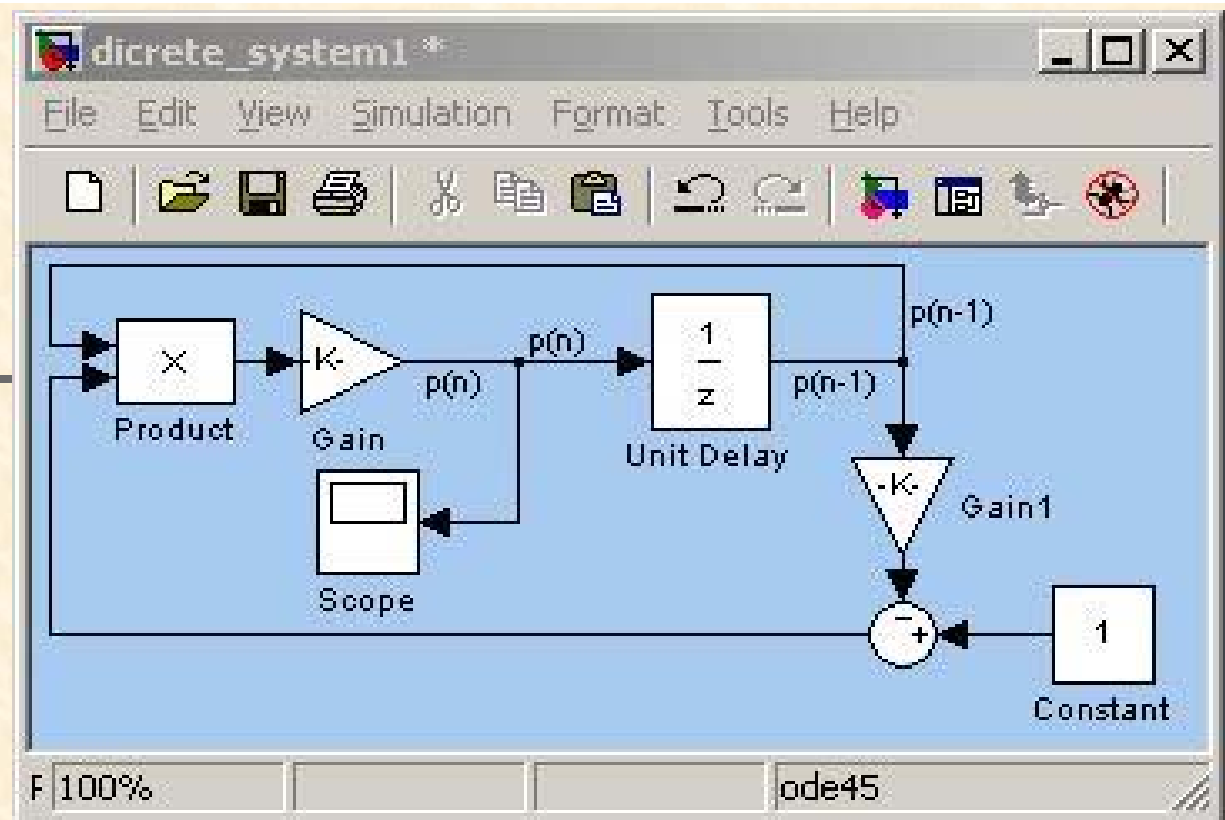 dicrete_system1 *
File Edit View Simulation Format Tools Help
p(n-1)
×
Product
-K-
Gain
p(n)
p(n)
1
z
Unit Delay
p(n-1)
-K-
Gain1
Scope
- +
1
Constant
F 100% ode45